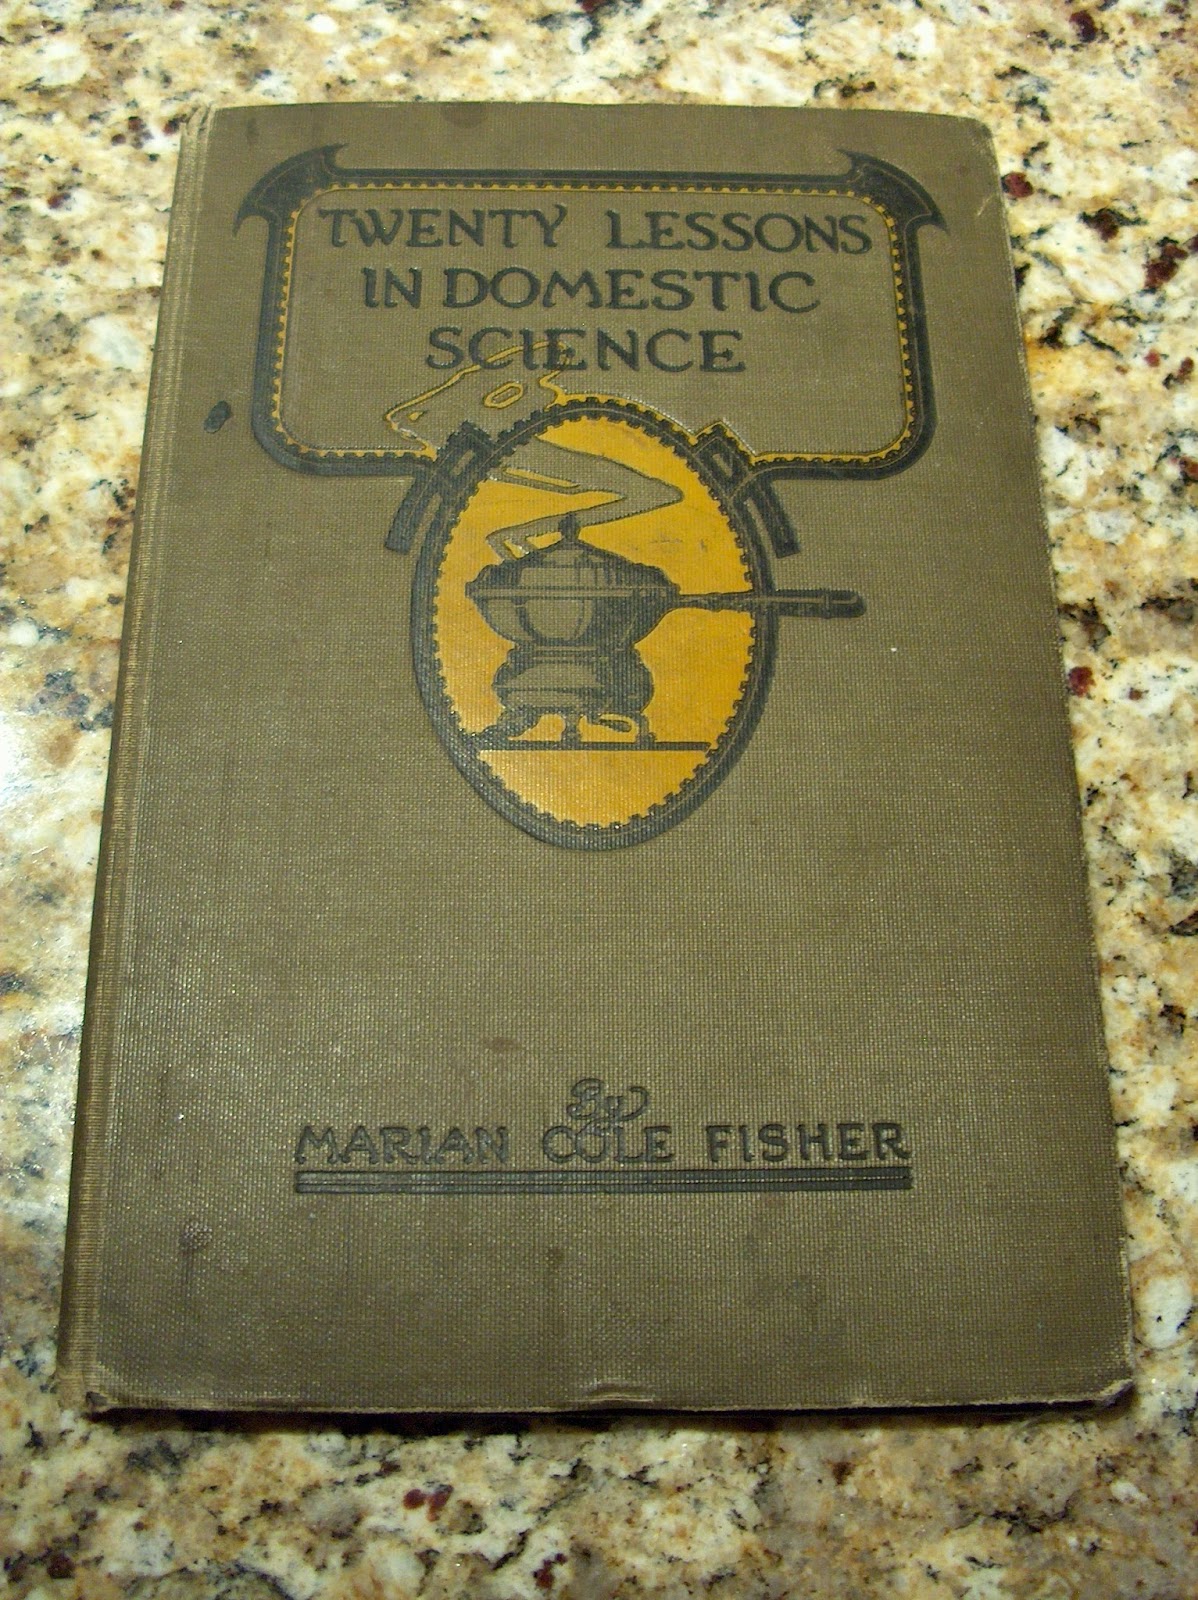 TWENTY LESSONS
IN DOMESTIC
SCIENCE
By
MARIAN COLE FISHER